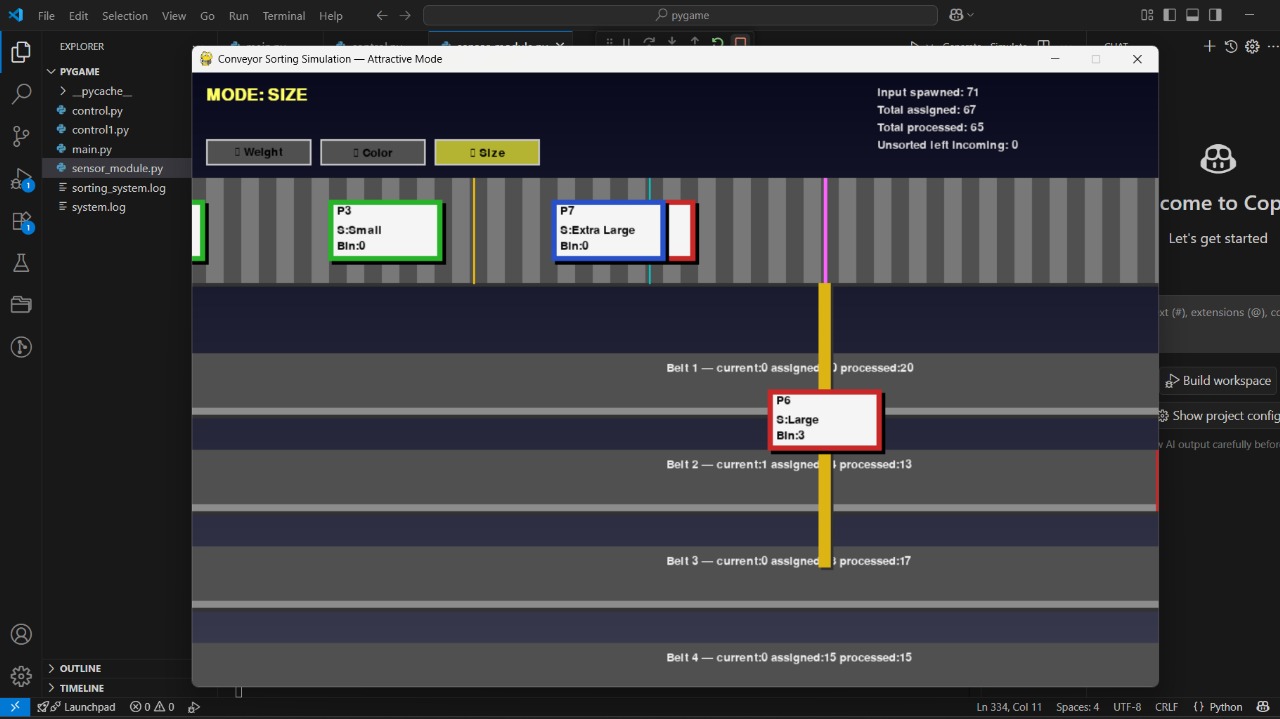 File Edit Selection View Go Run Terminal Help
pygame
EXPLORER
PYGAME
__pycache__
control.py
control1.py
main.py
sensor_module.py
sorting_system.log
system.log
OUTLINE
TIMELINE
Conveyor Sorting Simulation — Attractive Mode
MODE: SIZE
Input spawned: 71
Total assigned: 67
Total processed: 65
Unsorted left incoming: 0
Weight
Color
Size
P3
S:Small
Bin:0
P7
S:Extra Large
Bin:0
Belt 1 — current:0 assigned 0 processed:20
P6
S:Large
Bin:3
Belt 2 — current:1 assigned processed:13
Belt 3 — current:0 assigned processed:17
Belt 4 — current:0 assigned:15 processed:15
CHAT
come to Cop
Let's get started
xt (#), extensions (@), co
Build workspace
Show project config
AI output carefully before
Launchpad
0 0
Ln 334, Col 11 Spaces: 4 UTF-8 CRLF {} Python